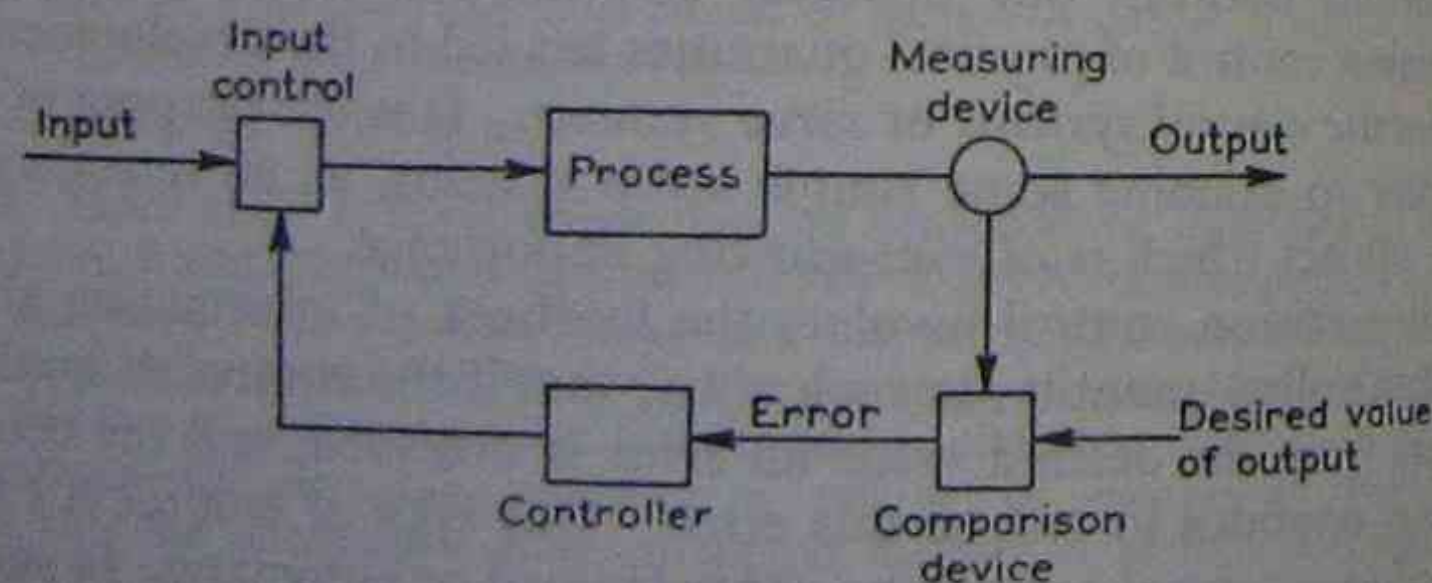 Input
control
Input
Process
Measuring
device
Output
Error
Controller
Comparison
device
Desired value
of output